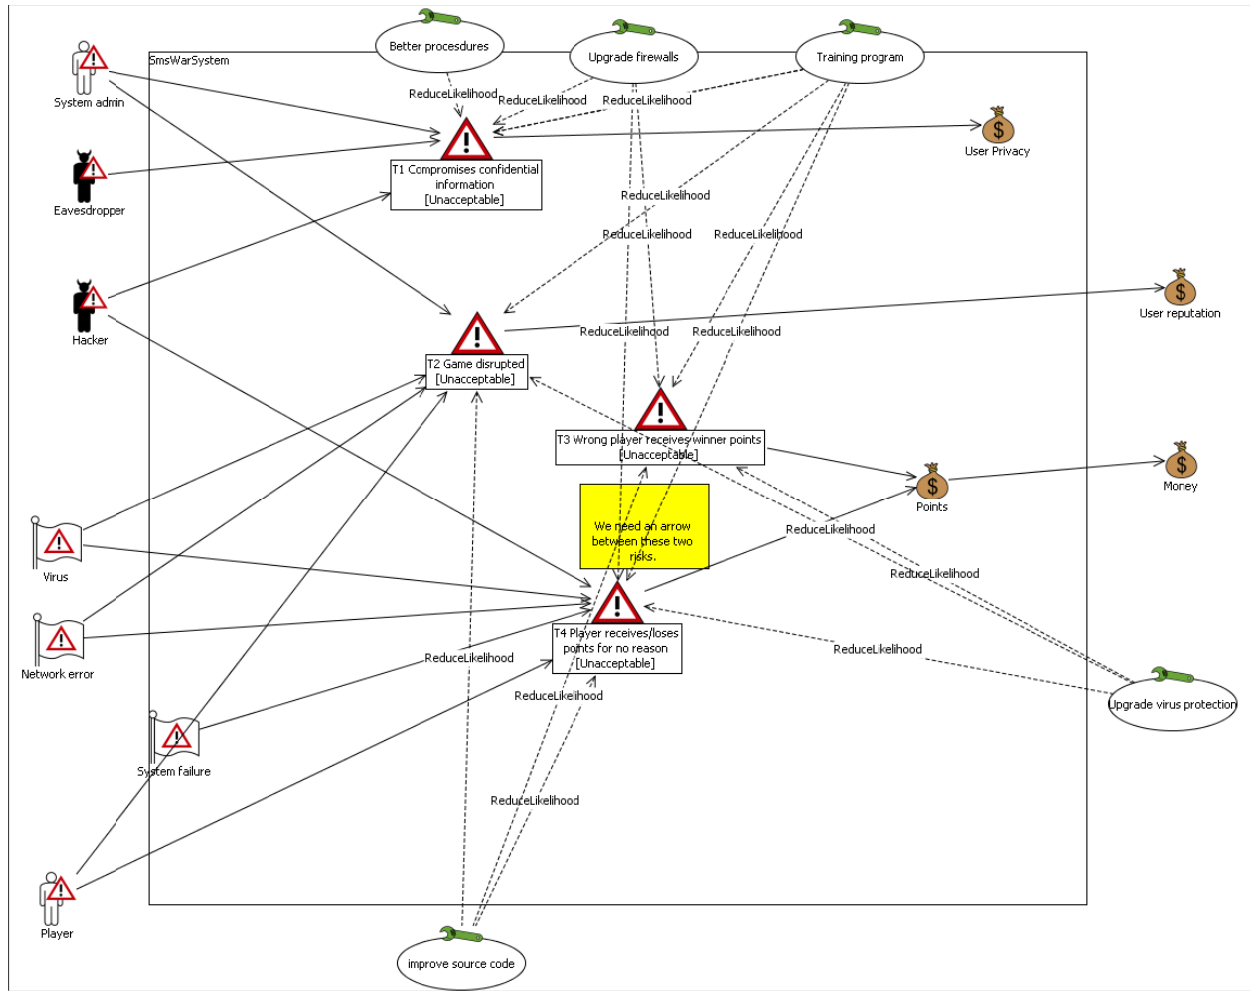 Better procedures
Upgrade firewalls
Training program
SmsWarSystem
System admin
ReduceLikelihood
ReduceLikelihood
ReduceLikelihood
User Privacy
T1 Compromises confidential
information
[Unacceptable]
Eavesdropper
ReduceLikelihood
ReduceLikelihood
ReduceLikelihood
User reputation
Hacker
ReduceLikelihood
ReduceLikelihood
T2 Game disrupted
[Unacceptable]
T3 Wrong player receives winner points
[Unacceptable]
Money
Points
We need an arrow
between these two
risks.
ReduceLikelihood
Virus
ReduceLikelihood
T4 Player receives/loses
points for no reason
[Unacceptable]
ReduceLikelihood
ReduceLikelihood
Network error
ReduceLikelihood
Upgrade virus protection
System failure
ReduceLikelihood
Player
improve source code